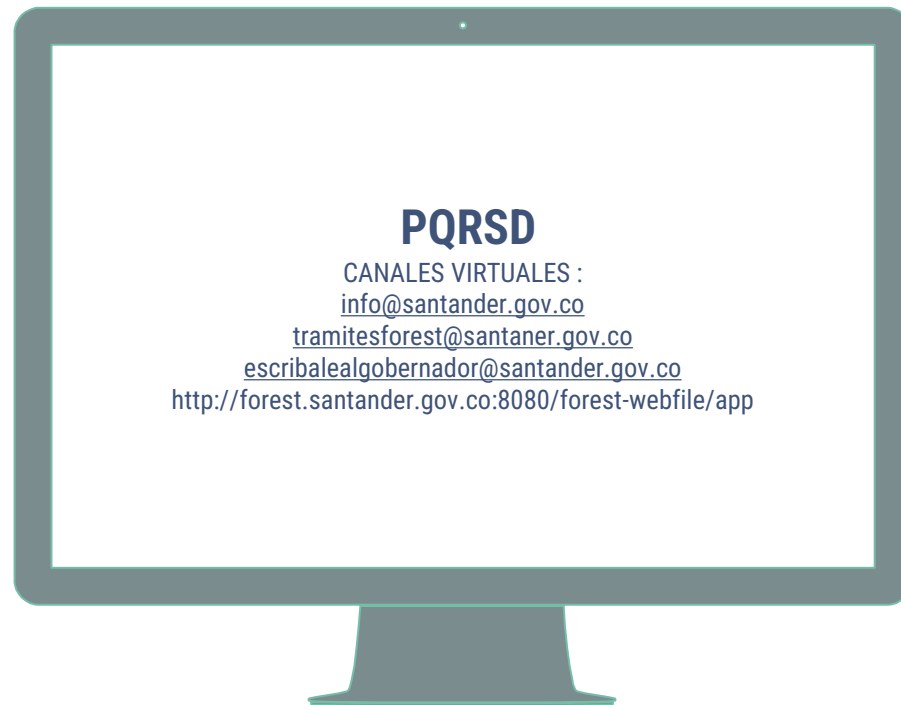 PQRSD
CANALES VIRTUALES :
info@santander.gov.co
tramitesforest@santaner.gov.co
escribalealgobernador@santander.gov.co
http://forest.santander.gov.co:8080/forest-webfile/app